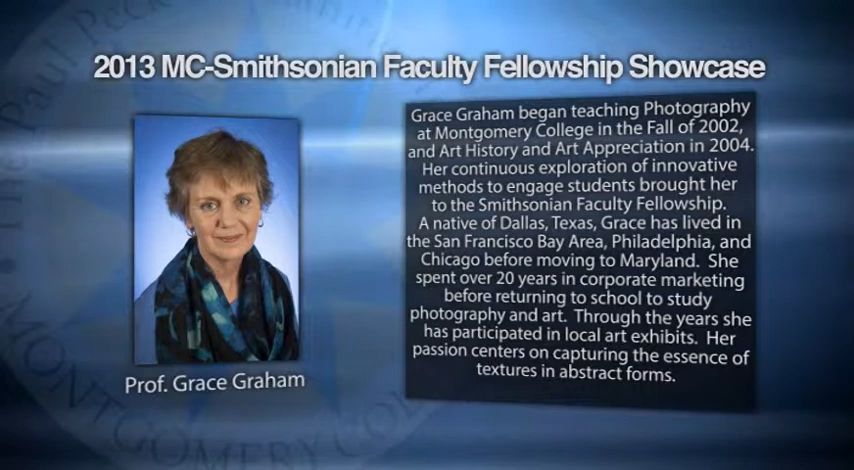 2013 MC-Smithsonian Faculty Fellowship Showcase
Grace Graham began teaching Photography
at Montgomery College in the Fall of 2002,
and Art History and Art Appreciation in 2004.
Her continuous exploration of innovative
methods to engage students brought her
to the Smithsonian Faculty Fellowship.
A native of Dallas, Texas, Grace has lived in
the San Francisco Bay Area, Philadelphia, and
Chicago before moving to Maryland.  She
spent over 20 years in corporate marketing
before returning to school to study
photography and art.  Through the years she
has participated in local art exhibits.  Her
passion centers on capturing the essence of
textures in abstract forms.
Prof. Grace Graham
The Paul Peck
MONTGOMERY CO